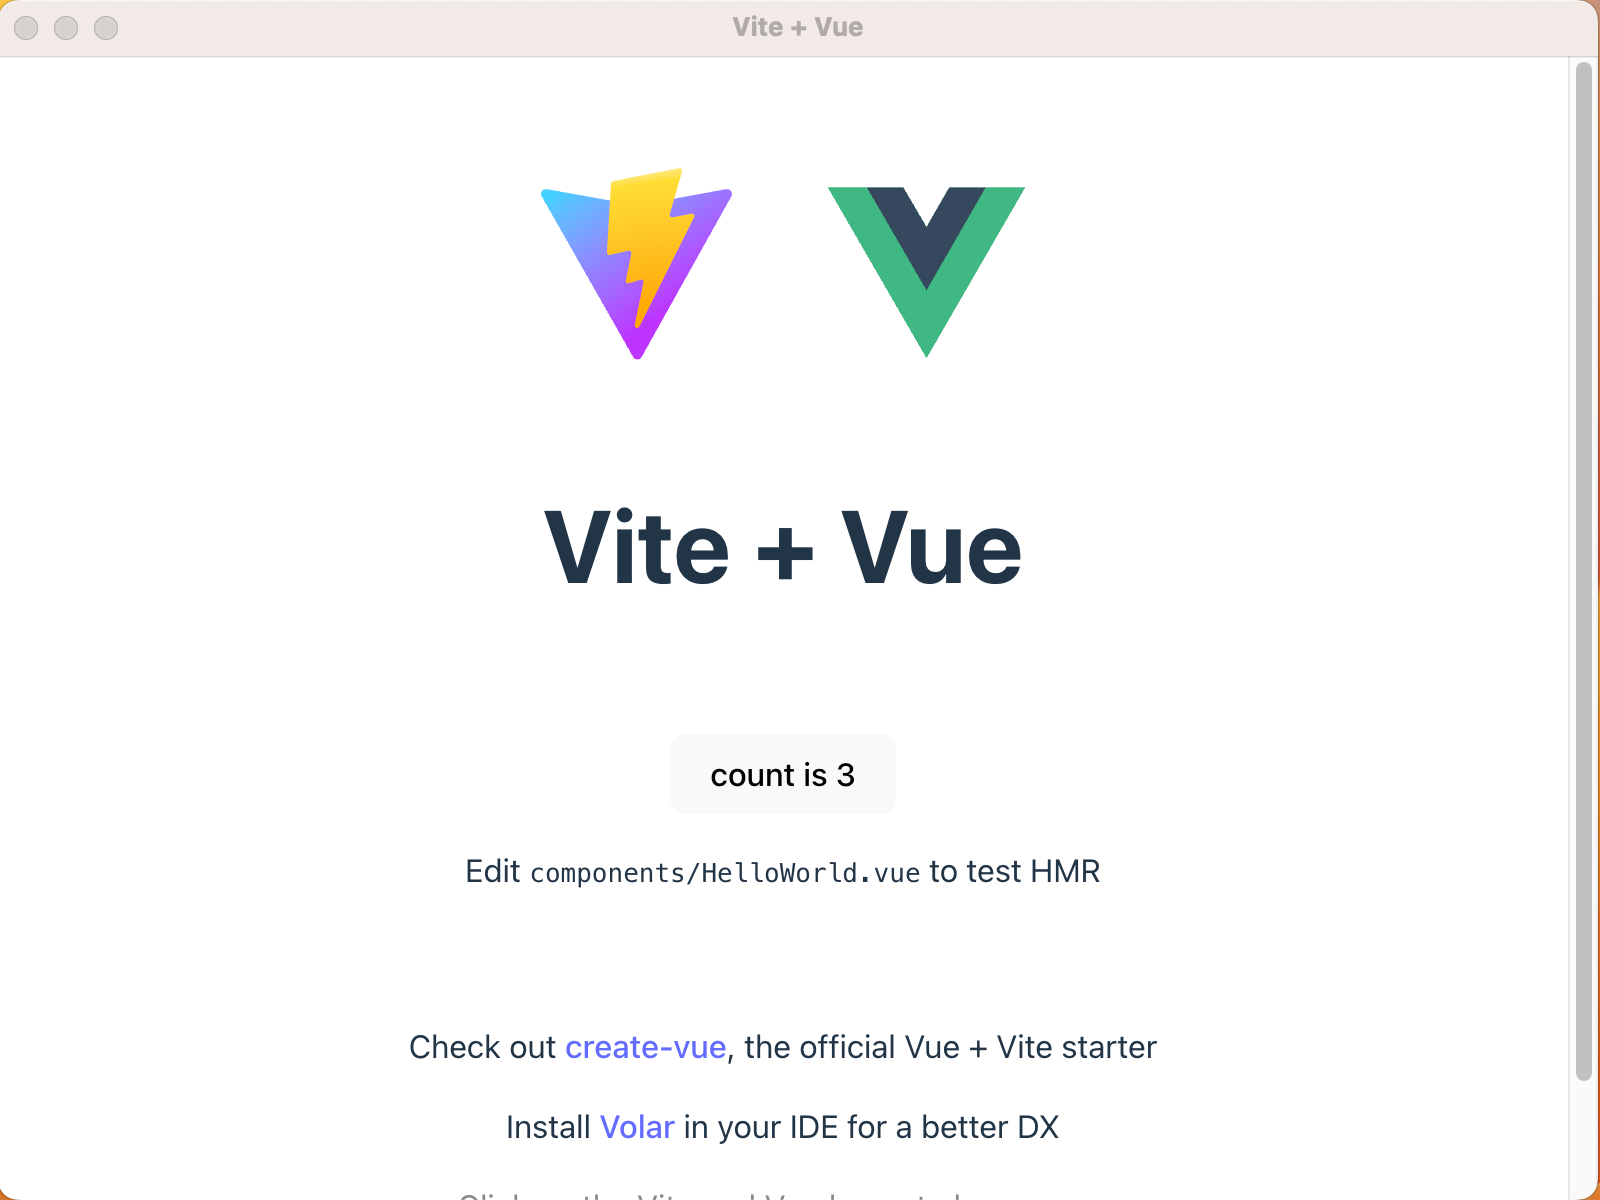 Vite + Vue
Vite + Vue
count is 3
Edit components/HelloWorld.vue to test HMR
Check out create-vue, the official Vue + Vite starter
Install Volar in your IDE for a better DX